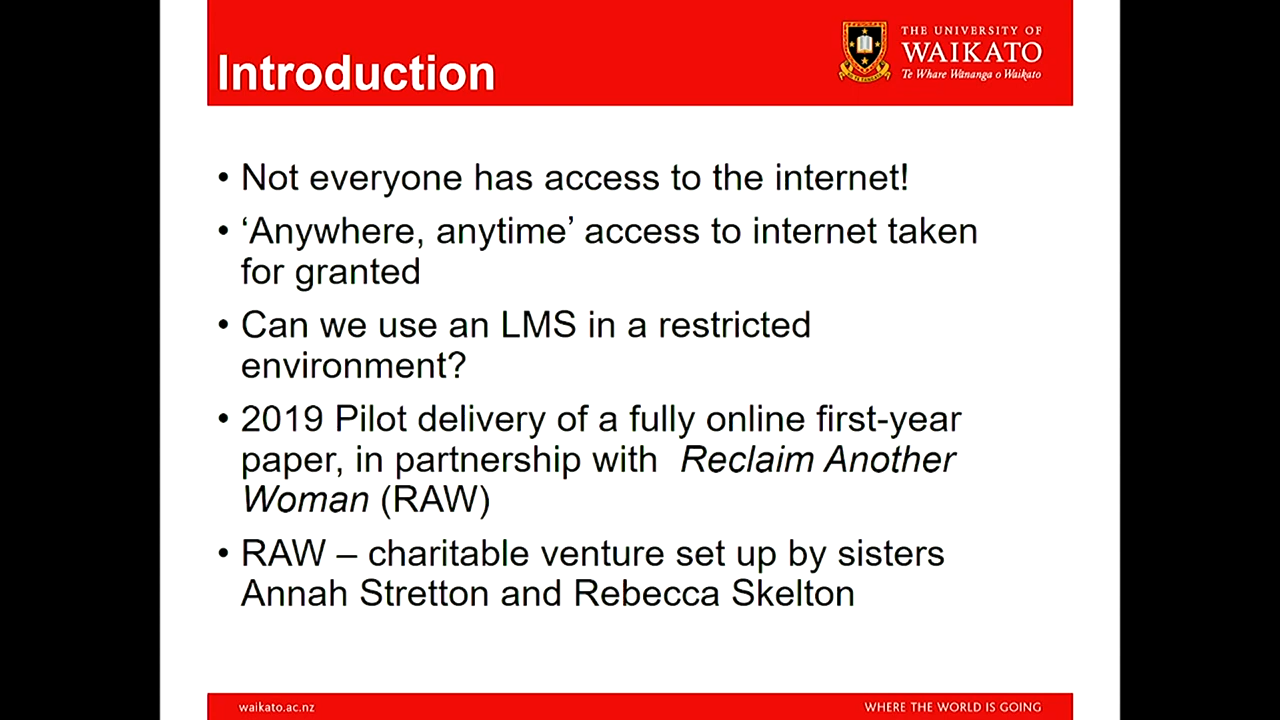 Introduction
THE UNIVERSITY OF
WAIKATO
Te Whare Wānanga o Waikato
• Not everyone has access to the internet!
• ‘Anywhere, anytime’ access to internet taken
for granted
• Can we use an LMS in a restricted
environment?
• 2019 Pilot delivery of a fully online first-year
paper, in partnership with Reclaim Another
Woman (RAW)
• RAW – charitable venture set up by sisters
Annah Stretton and Rebecca Skelton
waikato.ac.nz
WHERE THE WORLD IS GOING